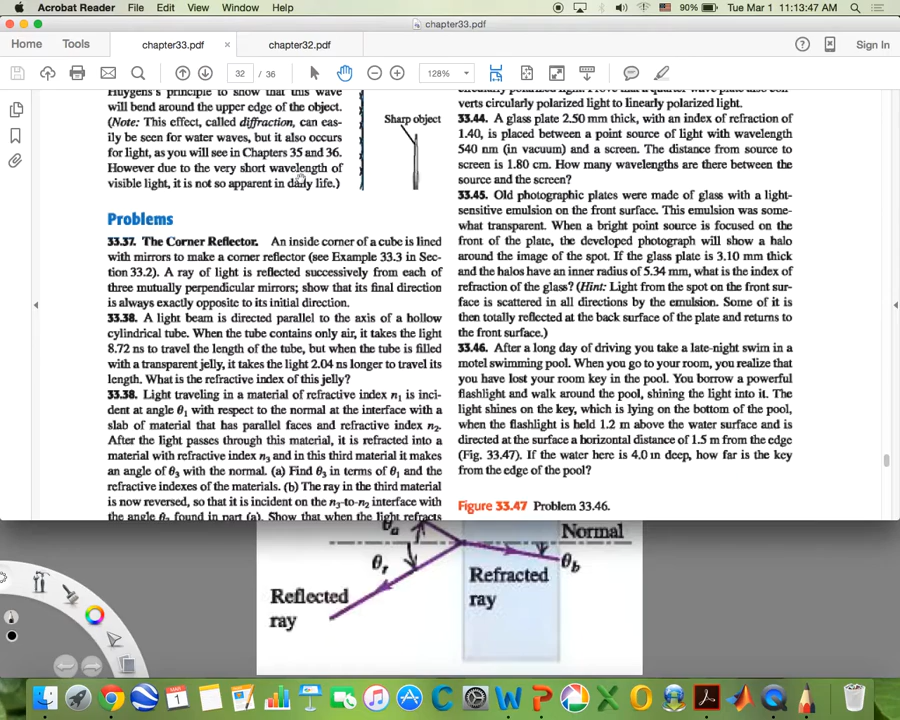 Acrobat Reader File Edit View Window Help
90% Tue Mar 1 11:13:47 AM
chapter33.pdf
Home Tools chapter33.pdf × chapter32.pdf Sign In
32 / 36 128%
Huygens's principle to show that this wave
will bend around the upper edge of the object.
(Note: This effect, called diffraction, can eas-
ily be seen for water waves, but it also occurs
for light, as you will see in Chapters 35 and 36.
However due to the very short wavelength of
visible light, it is not so apparent in daily life.)
Sharp object
Problems
33.37. The Corner Reflector. An inside corner of a cube is lined
with mirrors to make a corner reflector (see Example 33.3 in Sec-
tion 33.2). A ray of light is reflected successively from each of
three mutually perpendicular mirrors; show that its final direction
is always exactly opposite to its initial direction.
33.38. A light beam is directed parallel to the axis of a hollow
cylindrical tube. When the tube contains only air, it takes the light
8.72 ns to travel the length of the tube, but when the tube is filled
with a transparent jelly, it takes the light 2.04 ns longer to travel its
length. What is the refractive index of this jelly?
33.38. Light traveling in a material of refractive index n₁ is inci-
dent at angle θ₁ with respect to the normal at the interface with a
slab of material that has parallel faces and refractive index n₂.
After the light passes through this material, it is refracted into a
material with refractive index n₃ and in this third material it makes
an angle of θ₃ with the normal. (a) Find θ₃ in terms of θ₁ and the
refractive indexes of the materials. (b) The ray in the third material
is now reversed, so that it is incident on the n₃-to-n₂ interface with
the angle θ₃ found in part (a). Show that when the light refracts
circularly polarized light. Prove that a quarter-wave plate also con-
verts circularly polarized light to linearly polarized light.
33.44. A glass plate 2.50 mm thick, with an index of refraction of
1.40, is placed between a point source of light with wavelength
540 nm (in vacuum) and a screen. The distance from source to
screen is 1.80 cm. How many wavelengths are there between the
source and the screen?
33.45. Old photographic plates were made of glass with a light-
sensitive emulsion on the front surface. This emulsion was some-
what transparent. When a bright point source is focused on the
front of the plate, the developed photograph will show a halo
around the image of the spot. If the glass plate is 3.10 mm thick
and the halos have an inner radius of 5.34 mm, what is the index of
refraction of the glass? (Hint: Light from the spot on the front sur-
face is scattered in all directions by the emulsion. Some of it is
then totally reflected at the back surface of the plate and returns to
the front surface.)
33.46. After a long day of driving you take a late-night swim in a
motel swimming pool. When you go to your room, you realize that
you have lost your room key in the pool. You borrow a powerful
flashlight and walk around the pool, shining the light into it. The
light shines on the key, which is lying on the bottom of the pool,
when the flashlight is held 1.2 m above the water surface and is
directed at the surface a horizontal distance of 1.5 m from the edge
(Fig. 33.47). If the water here is 4.0 m deep, how far is the key
from the edge of the pool?
Figure 33.47 Problem 33.46.
θa
Normal
θr
θb
Reflected
ray
Refracted
ray